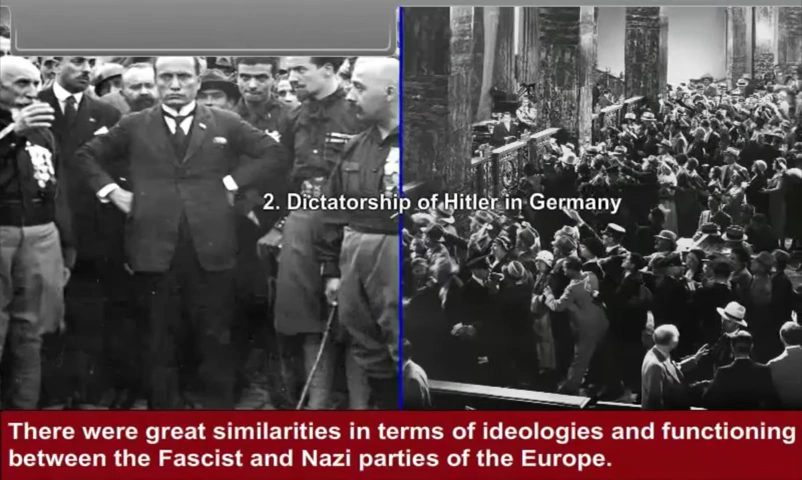 2. Dictatorship of Hitler in Germany
There were great similarities in terms of ideologies and functioning
between the Fascist and Nazi parties of the Europe.